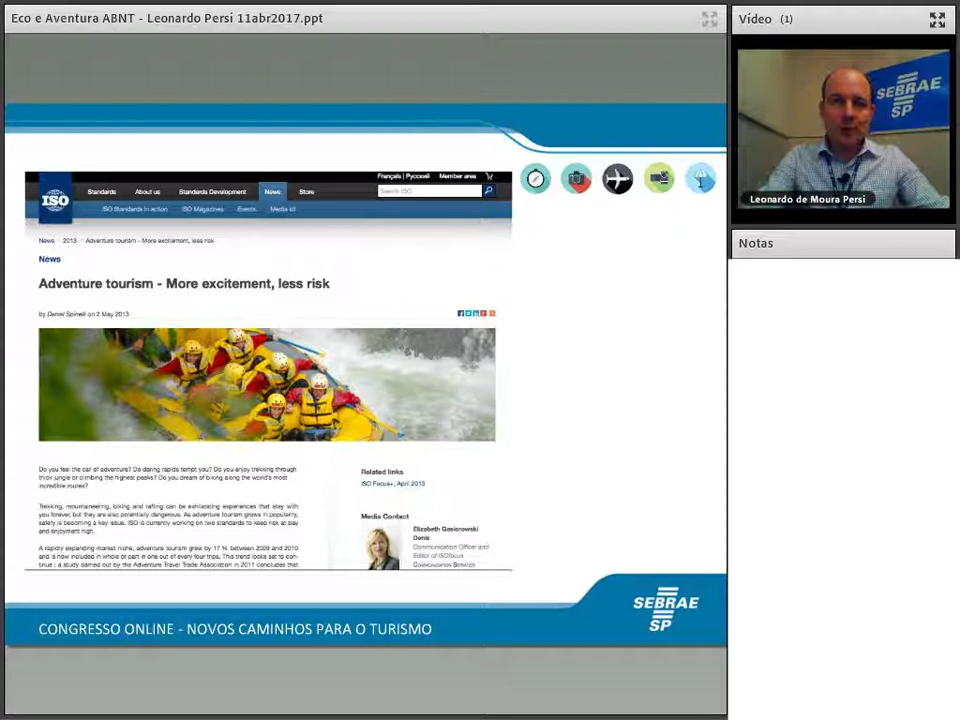 Eco e Aventura ABNT - Leonardo Persi 11abr2017.ppt
Vídeo (1)
SEBRAE
SP
Leonardo de Moura Persi
Notas
Français | Русский Member area
ISO
Standards About us Standards Development News Store
Search ISO
ISO Standards in action ISO Magazines Events Media kit
News 2013 Adventure tourism - More excitement, less risk
News
Adventure tourism - More excitement, less risk
by Daniel Spinelli on 2 May 2013
Do you feel the call of adventure? Do daring rapids tempt you? Do you enjoy trekking through
thick jungle or climbing the highest peaks? Do you dream of biking along the world's most
incredible routes?
Trekking, mountaineering, biking and rafting can be exhilarating experiences that stay with
you forever, but they are also potentially dangerous. As adventure tourism grows in popularity,
safety is becoming a key issue. ISO is currently working on two standards to keep risk at bay
and enjoyment high.
A rapidly expanding market niche, adventure tourism grew by 17 % between 2009 and 2010
and is now included in whole or part in one out of every four trips. This trend looks set to con-
tinue : a study carried out by the Adventure Travel Trade Association in 2011 concludes that
Related links
ISO Focus+, April 2013
Media Contact
Elizabeth Gasiorowski
Denis
Communication Officer and
Editor of ISOfocus
Communication Services
SEBRAE
SP
CONGRESSO ONLINE - NOVOS CAMINHOS PARA O TURISMO